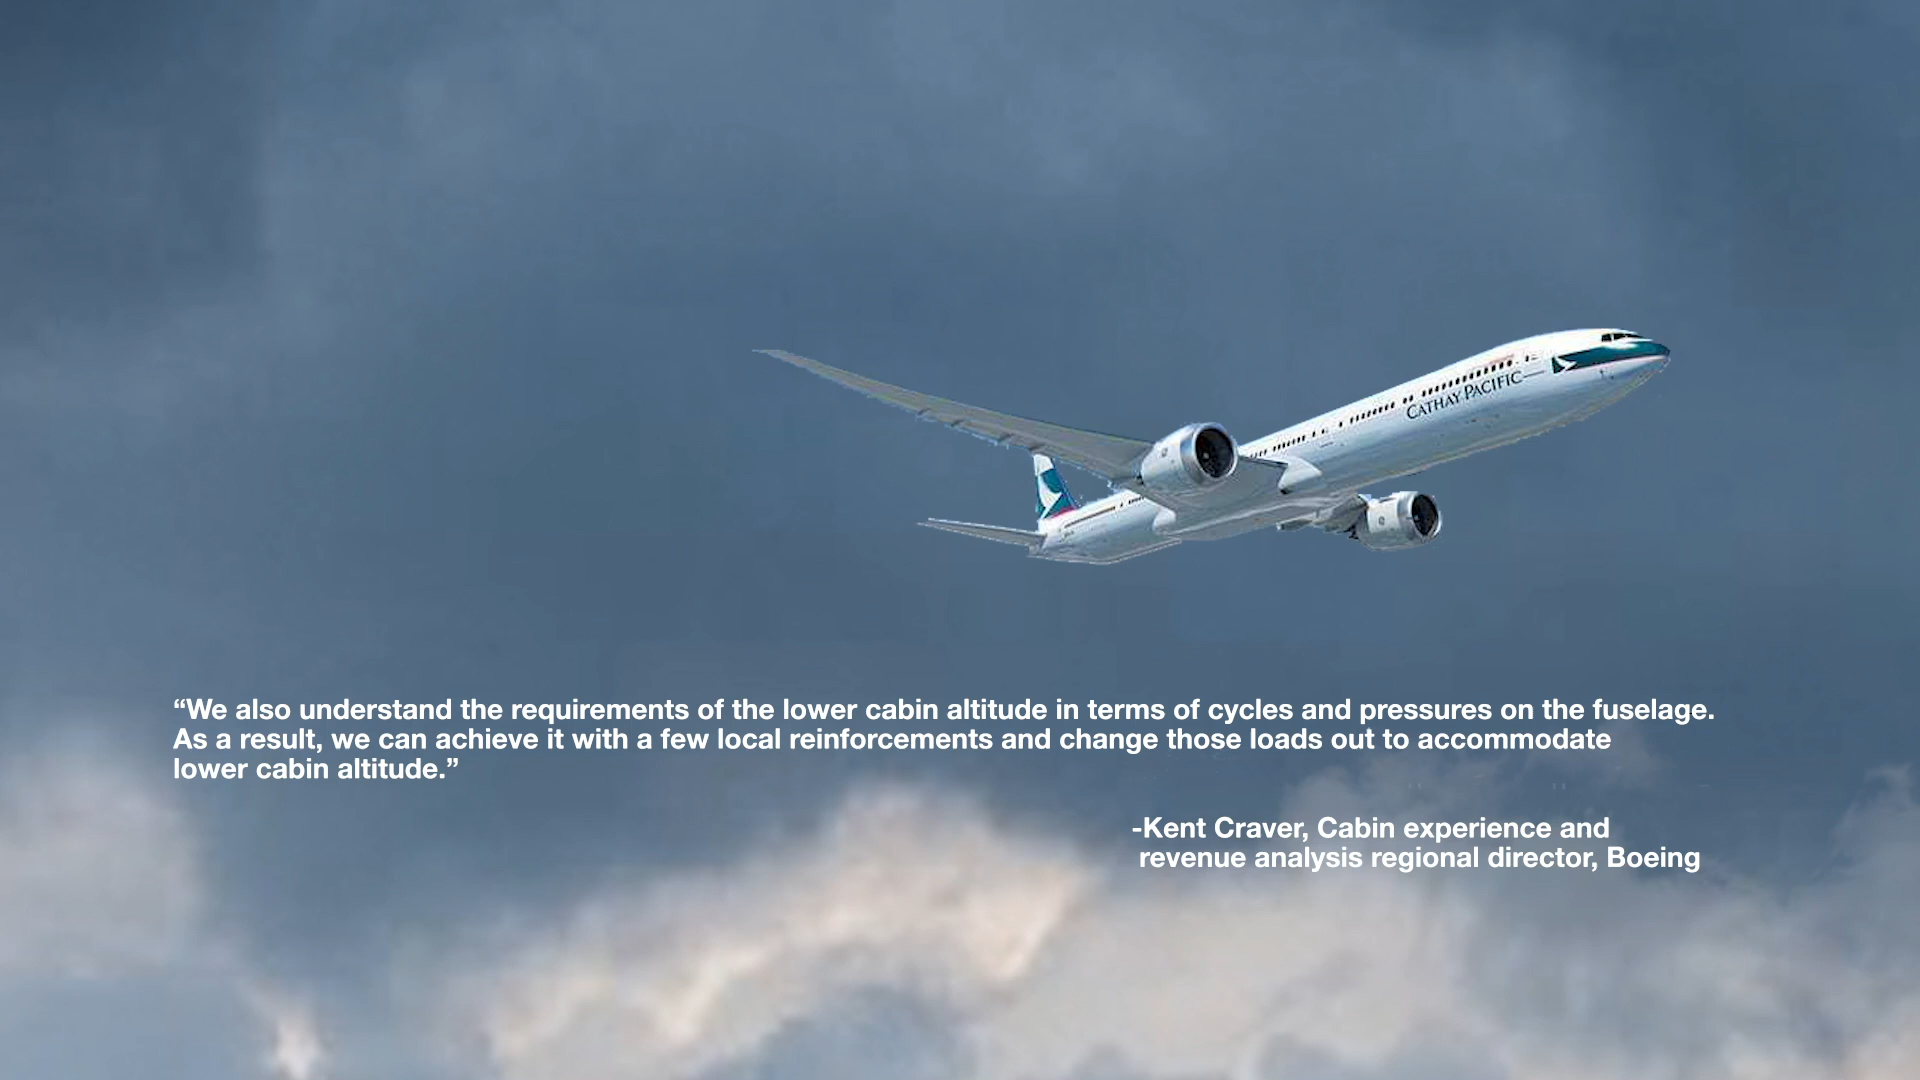 CATHAY PACIFIC
“We also understand the requirements of the lower cabin altitude in terms of cycles and pressures on the fuselage.
As a result, we can achieve it with a few local reinforcements and change those loads out to accommodate
lower cabin altitude.”
-Kent Craver, Cabin experience and
revenue analysis regional director, Boeing